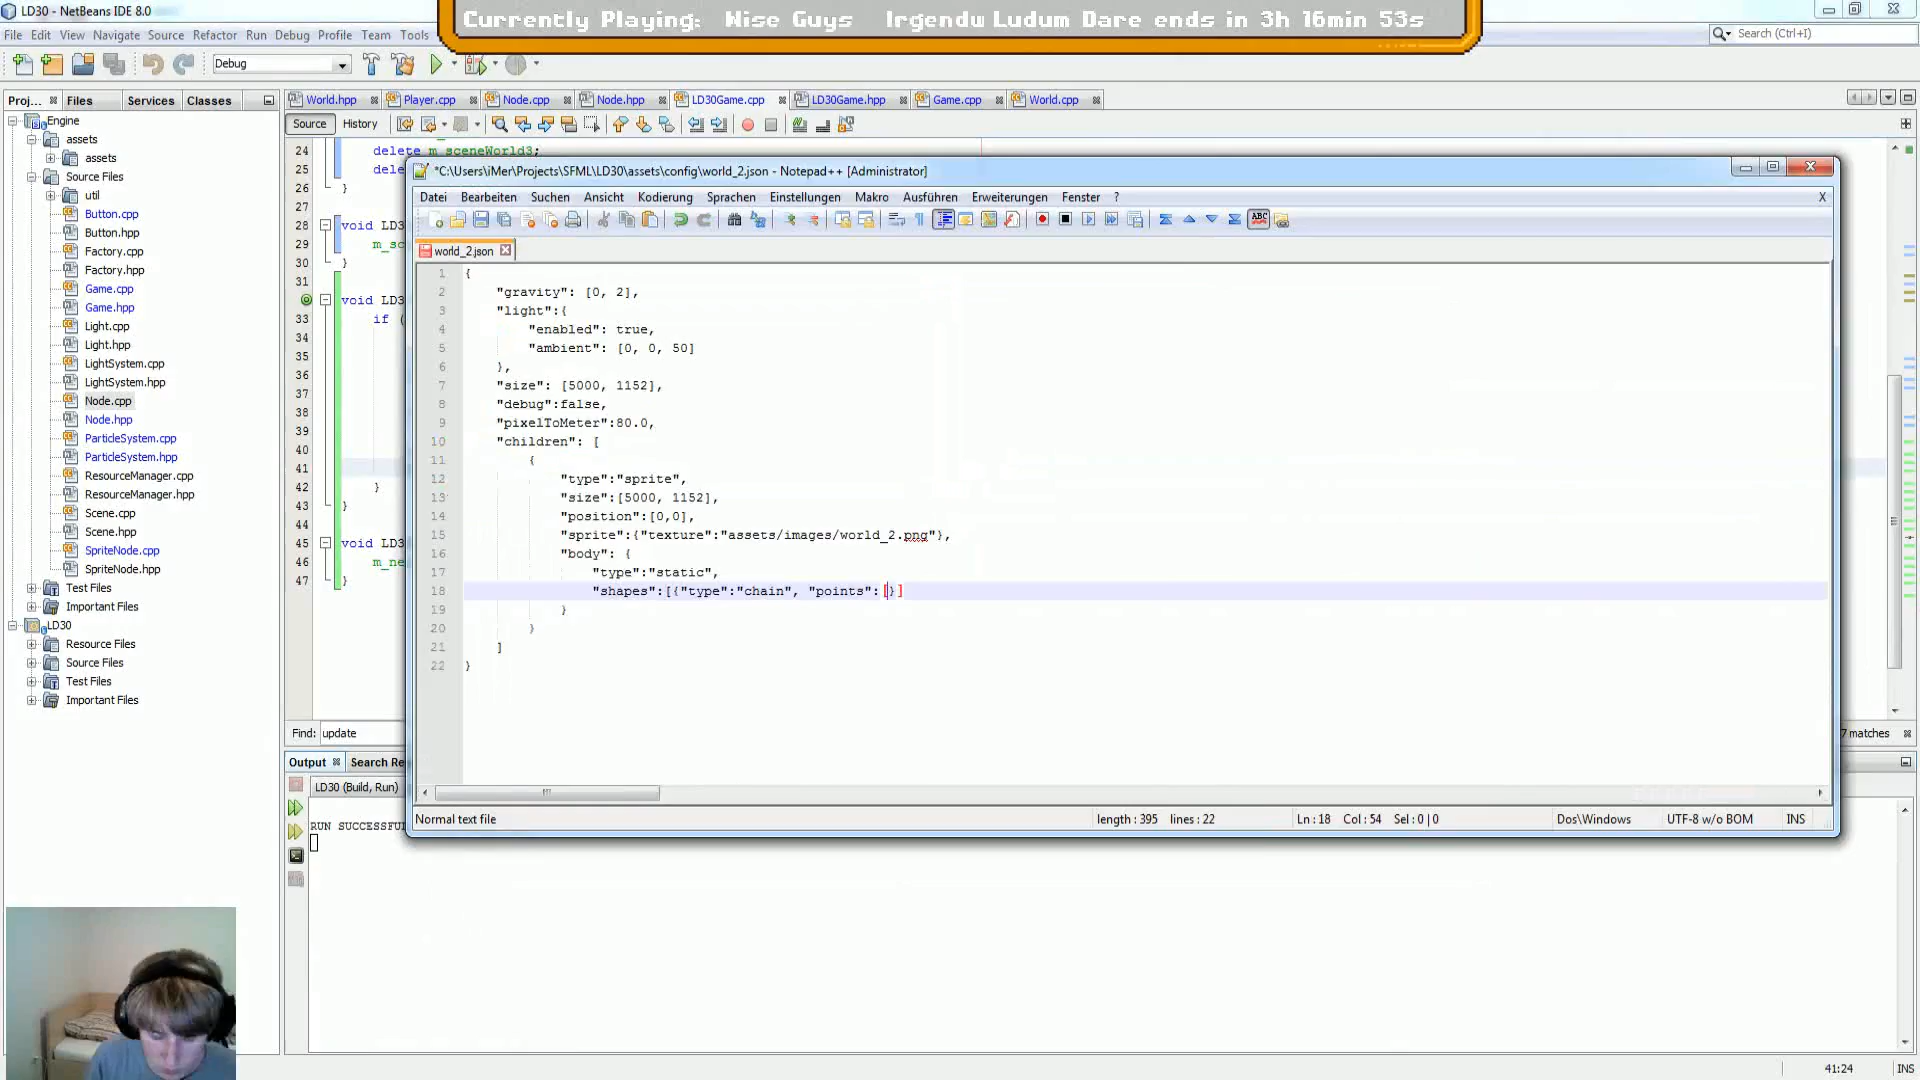 LD30 - NetBeans IDE 8.0
Currently Playing: Wise Guys Irgendw Ludum Dare ends in 3h 16min 53s
File Edit View Navigate Source Refactor Run Debug Profile Team Tools
Search (Ctrl+I)
Debug
Proj... Files Services Classes
World.hpp Player.cpp Node.cpp Node.hpp LD30Game.cpp LD30Game.hpp Game.cpp World.cpp
Source History
Engine
assets
assets
Source Files
util
Button.cpp
Button.hpp
Factory.cpp
Factory.hpp
Game.cpp
Game.hpp
Light.cpp
Light.hpp
LightSystem.cpp
LightSystem.hpp
Node.cpp
Node.hpp
ParticleSystem.cpp
ParticleSystem.hpp
ResourceManager.cpp
ResourceManager.hpp
Scene.cpp
Scene.hpp
SpriteNode.cpp
SpriteNode.hpp
Test Files
Important Files
LD30
Resource Files
Source Files
Test Files
Important Files
24 delete m_sceneWorld3;
25 dele
26 }
27
28 void LD3
29 m_sc
30 }
31
void LD3
33 if (
34
35
36
37
38
39
40
41
42 }
43 }
44
45 void LD3
46 m_ne
47 }
*C:\Users\iMer\Projects\SFML\LD30\assets\config\world_2.json - Notepad++ [Administrator]
Datei Bearbeiten Suchen Ansicht Kodierung Sprachen Einstellungen Makro Ausführen Erweiterungen Fenster ? X
ABC
world_2.json
1 {
2 "gravity": [0, 2],
3 "light":{
4 "enabled": true,
5 "ambient": [0, 0, 50]
6 },
7 "size": [5000, 1152],
8 "debug":false,
9 "pixelToMeter":80.0,
10 "children": [
11 {
12 "type":"sprite",
13 "size":[5000, 1152],
14 "position":[0,0],
15 "sprite":{"texture":"assets/images/world_2.png"},
16 "body": {
17 "type":"static",
18 "shapes":[{"type":"chain", "points": [}]
19 }
20 }
21 ]
22 }
Normal text file length : 395 lines : 22 Ln : 18 Col : 54 Sel : 0 | 0 Dos\Windows UTF-8 w/o BOM INS
Find: update
7 matches
Output Search Re
LD30 (Build, Run)
RUN SUCCESSFU
41:24 INS